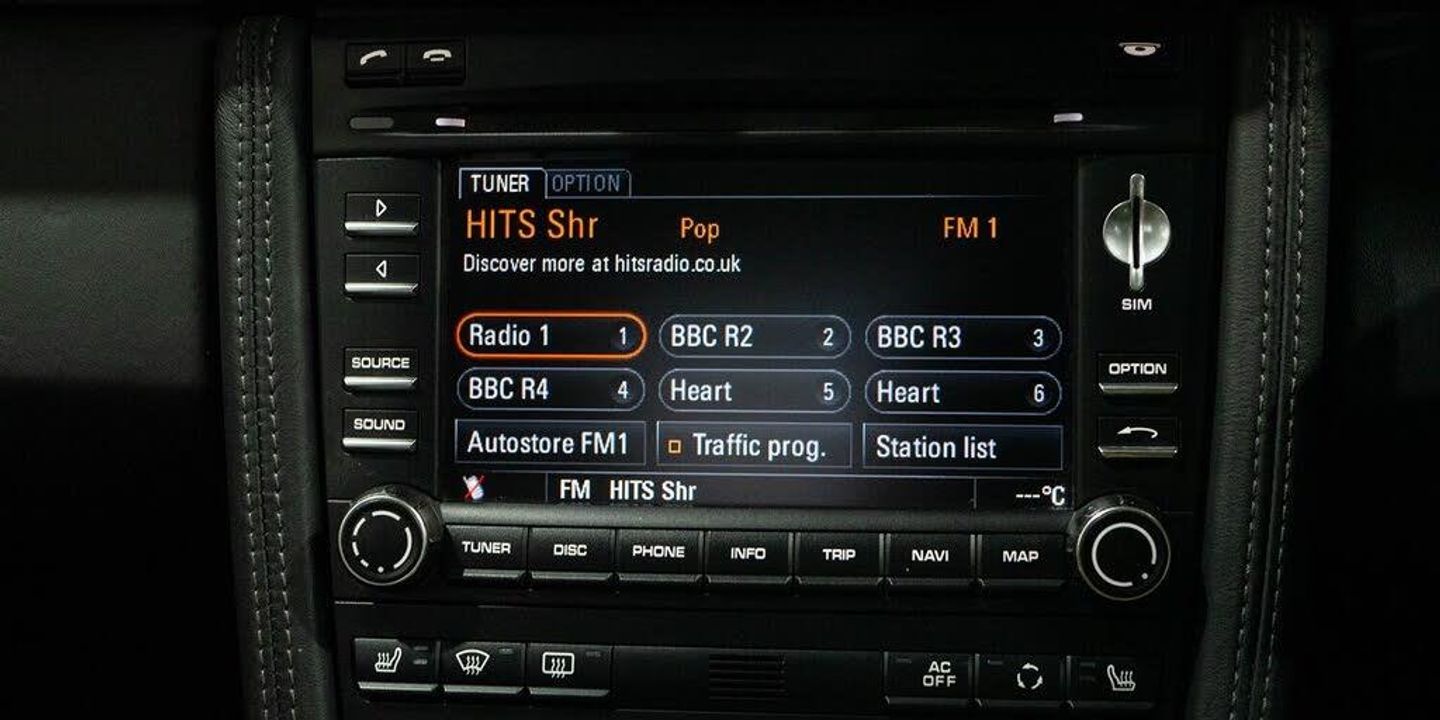 TUNER OPTION
HITS Shr Pop FM 1
Discover more at hitsradio.co.uk
SIM
Radio 1 1 BBC R2 2 BBC R3 3
SOURCE
OPTION
BBC R4 4 Heart 5 Heart 6
SOUND
Autostore FM1 Traffic prog. Station list
FM HITS Shr ---°C
TUNER DISC PHONE INFO TRIP NAVI MAP
AC
OFF